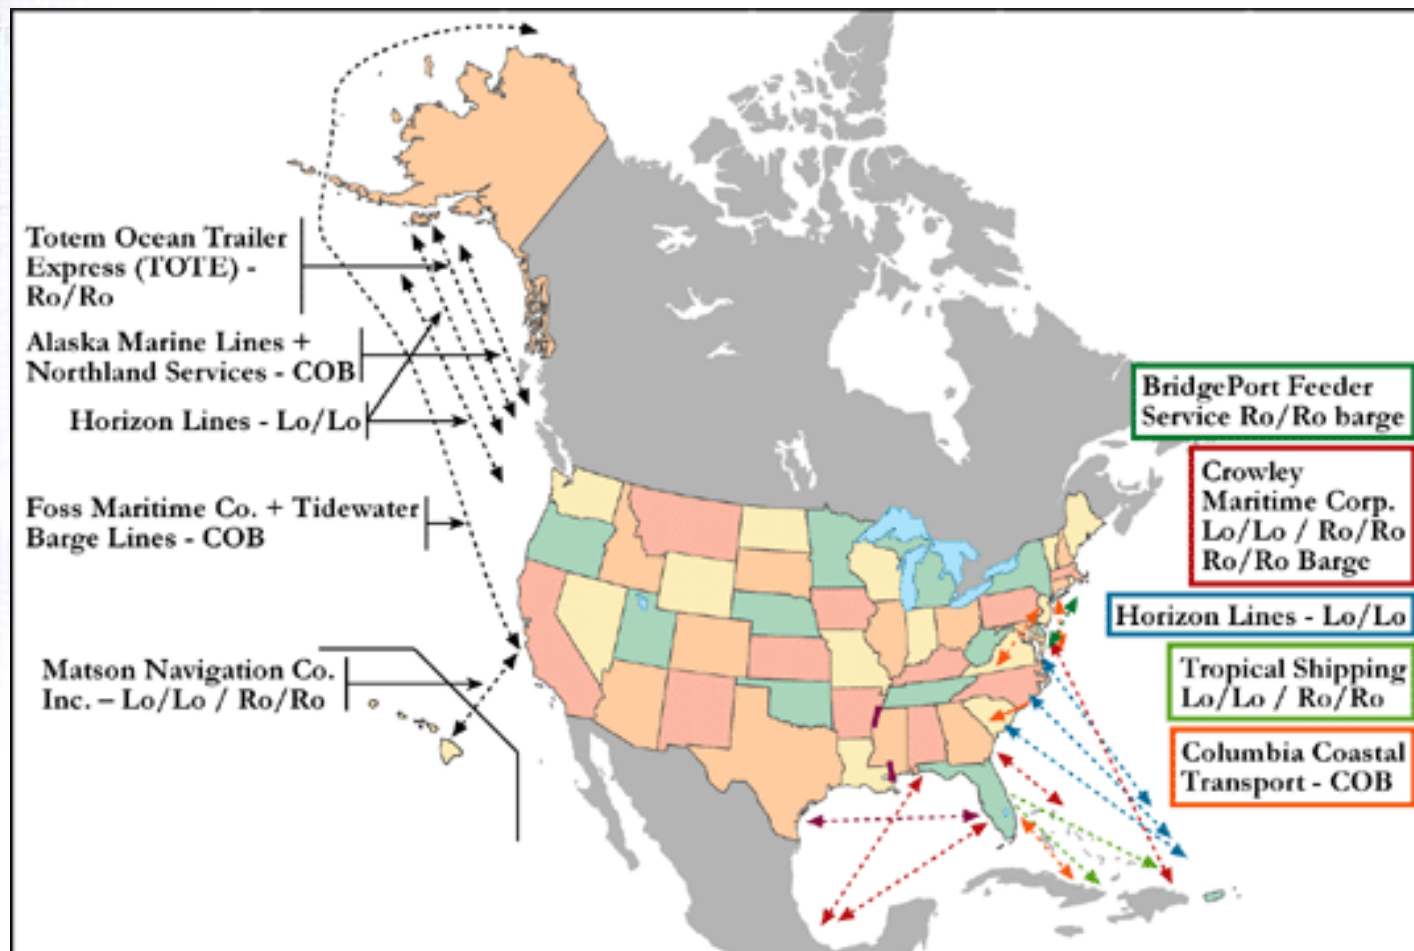 Totem Ocean Trailer
Express (TOTE) -
Ro/Ro
Alaska Marine Lines +
Northland Services - COB
Horizon Lines - Lo/Lo
Foss Maritime Co. + Tidewater
Barge Lines - COB
Matson Navigation Co.
Inc. – Lo/Lo / Ro/Ro
BridgePort Feeder
Service Ro/Ro barge
Crowley
Maritime Corp.
Lo/Lo / Ro/Ro
Ro/Ro Barge
Horizon Lines - Lo/Lo
Tropical Shipping
Lo/Lo / Ro/Ro
Columbia Coastal
Transport - COB